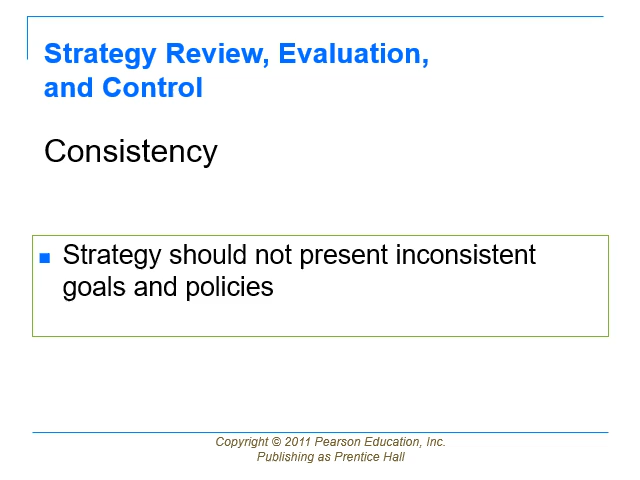 Strategy Review, Evaluation,
and Control
Consistency
■ Strategy should not present inconsistent
goals and policies
Copyright © 2011 Pearson Education, Inc.
Publishing as Prentice Hall